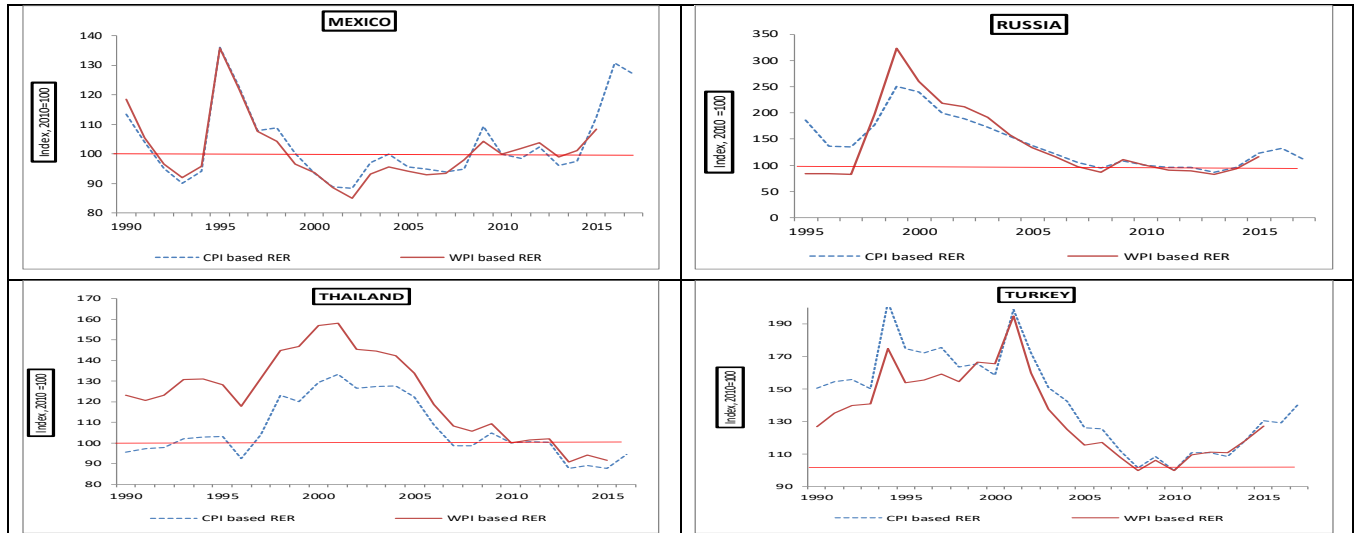 MEXICO
Index, 2010=100
140
130
120
110
100
90
80
1990 1995 2000 2005 2010 2015
CPI based RER WPI based RER
RUSSIA
Index, 2010 =100
350
300
250
200
150
100
50
0
1995 2000 2005 2010 2015
CPI based RER WPI based RER
THAILAND
Index, 2010 =100
170
160
150
140
130
120
110
100
90
80
1990 1995 2000 2005 2010 2015
CPI based RER WPI based RER
TURKEY
Index, 2010=100
190
170
150
130
110
90
1990 1995 2000 2005 2010 2015
CPI based RER WPI based RER